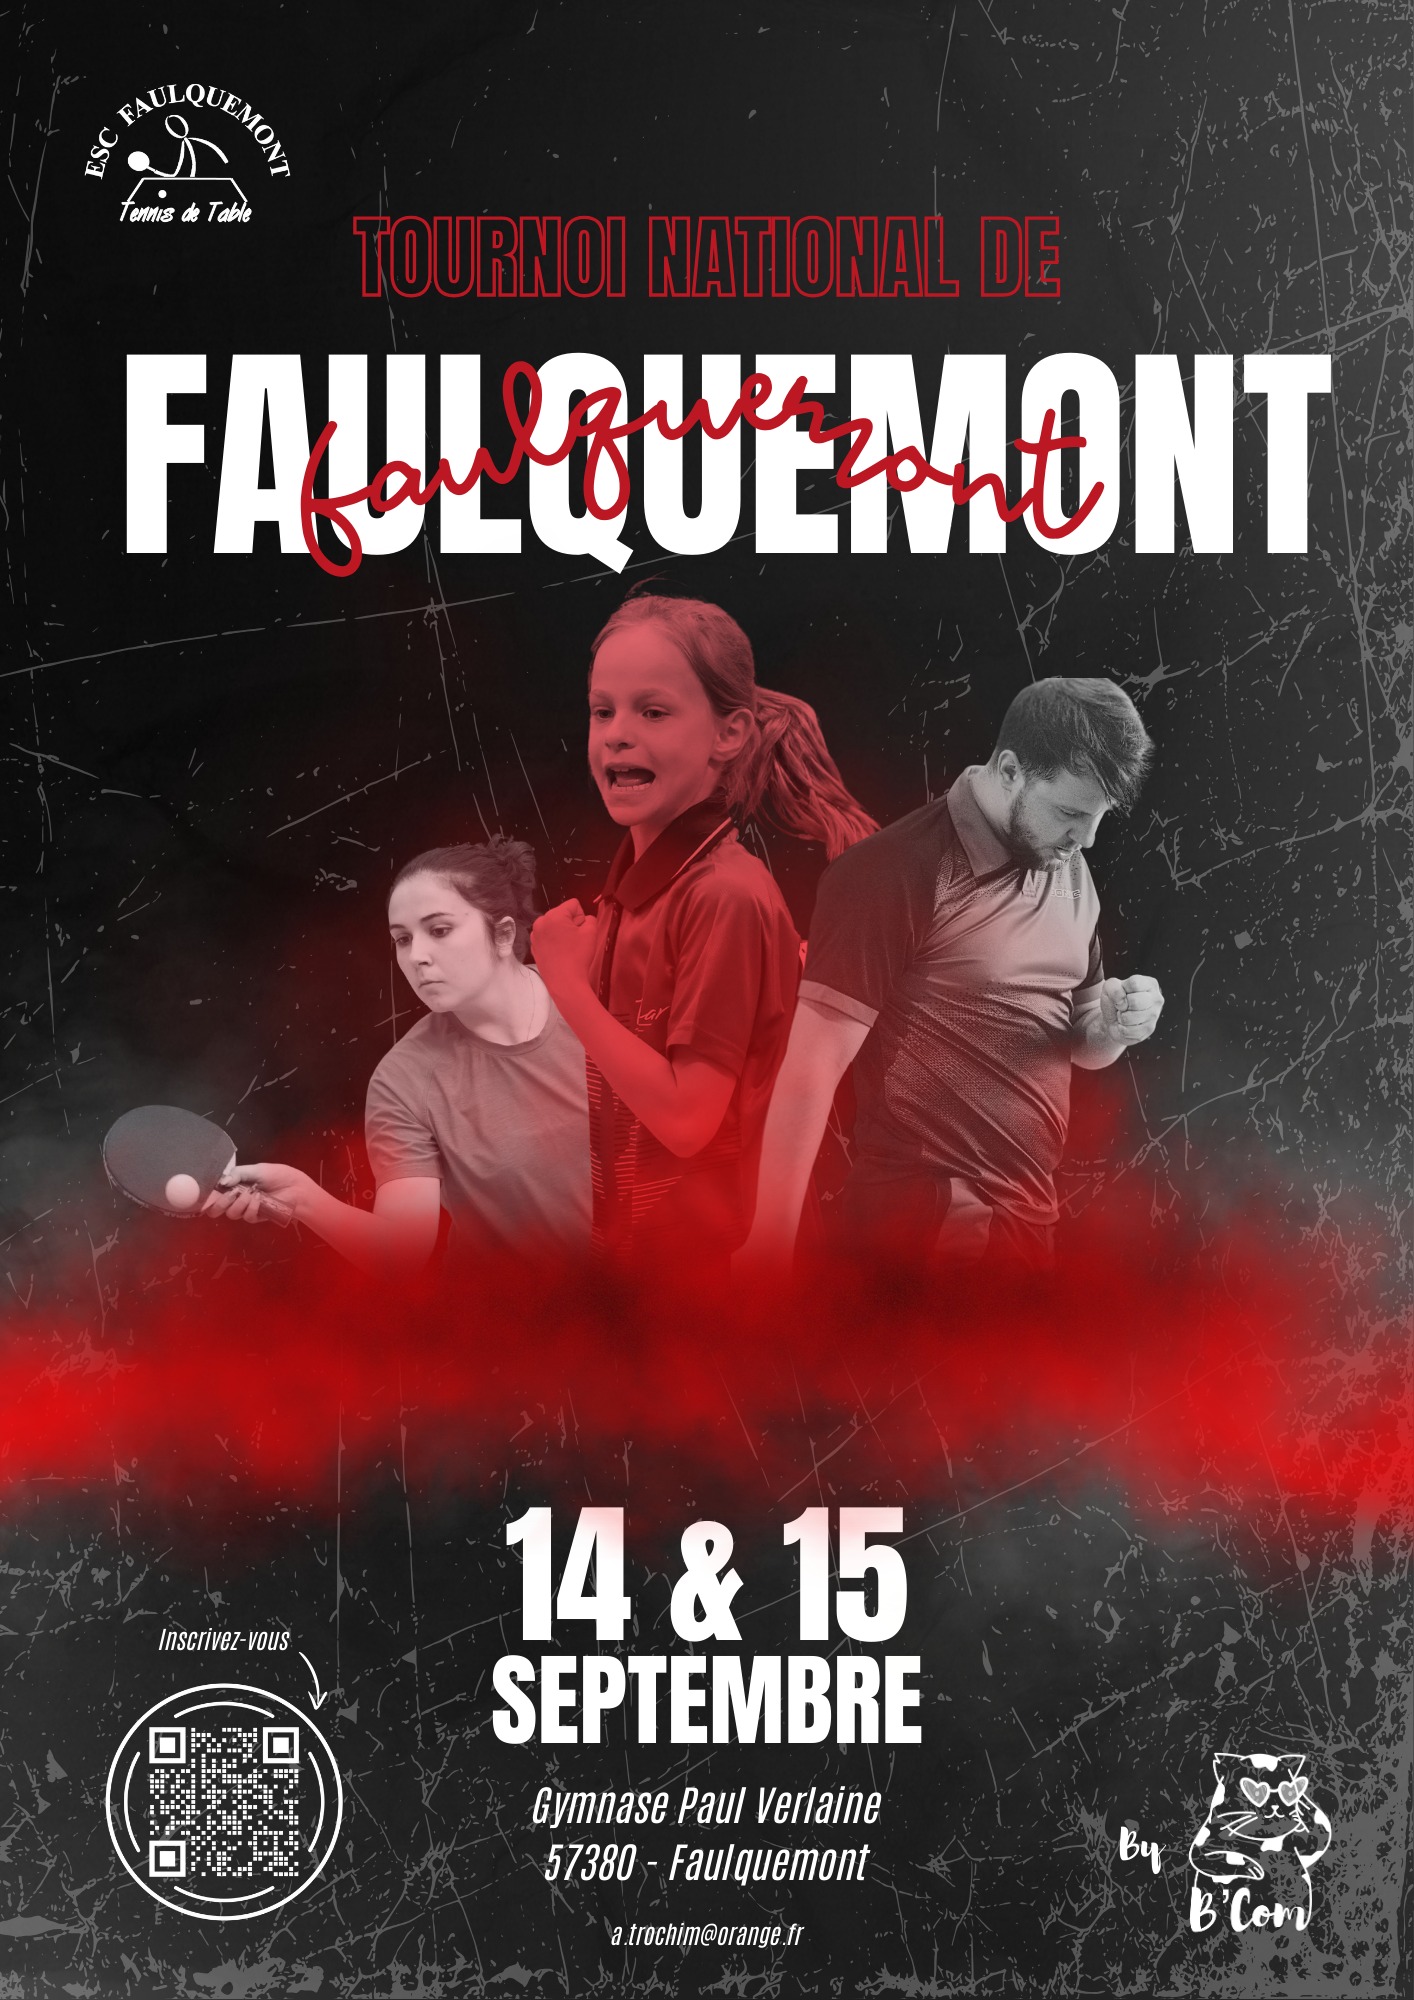 ESC FAULQUEMONT
Tennis de Table
TOURNOI NATIONAL DE
FAULQUEMONT
faulquemont
14 & 15
SEPTEMBRE
Inscrivez-vous
Gymnase Paul Verlaine
57380 - Faulquemont
a.trochim@orange.fr
By
B'Com